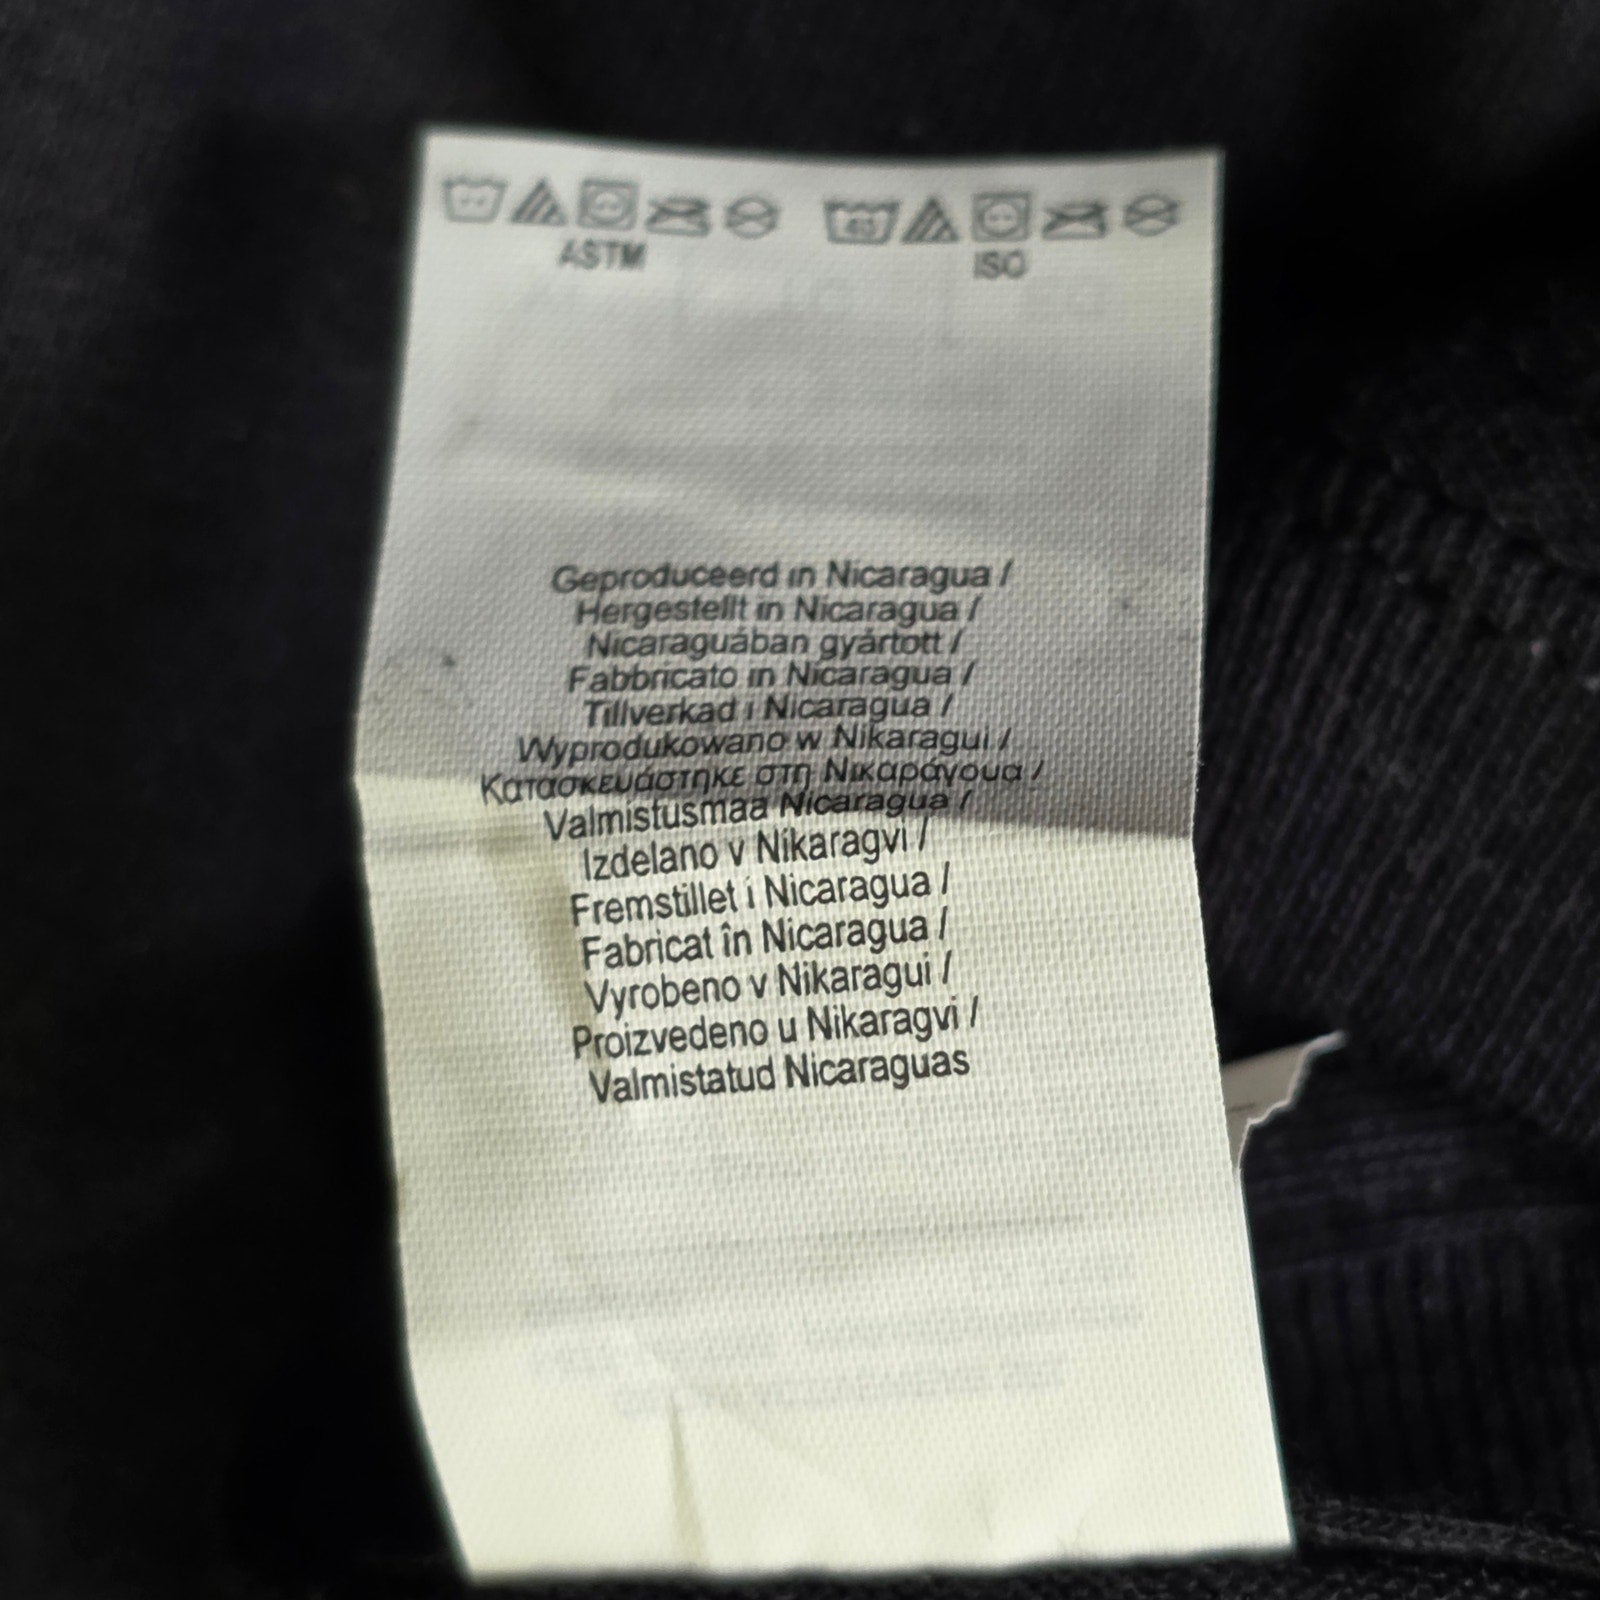 40
ASTM
ISO
Geproduceerd in Nicaragua /
Hergestellt in Nicaragua /
Nicaraguában gyártott /
Fabbricato in Nicaragua /
Tillverkad i Nicaragua /
Wyprodukowano w Nikaragui /
Κατασκευάστηκε στη Νικαράγουα /
Valmistusmaa Nicaragua /
Izdelano v Nikaragvi /
Fremstillet i Nicaragua /
Fabricat în Nicaragua /
Vyrobeno v Nikaragui /
Proizvedeno u Nikaragvi /
Valmistatud Nicaraguas